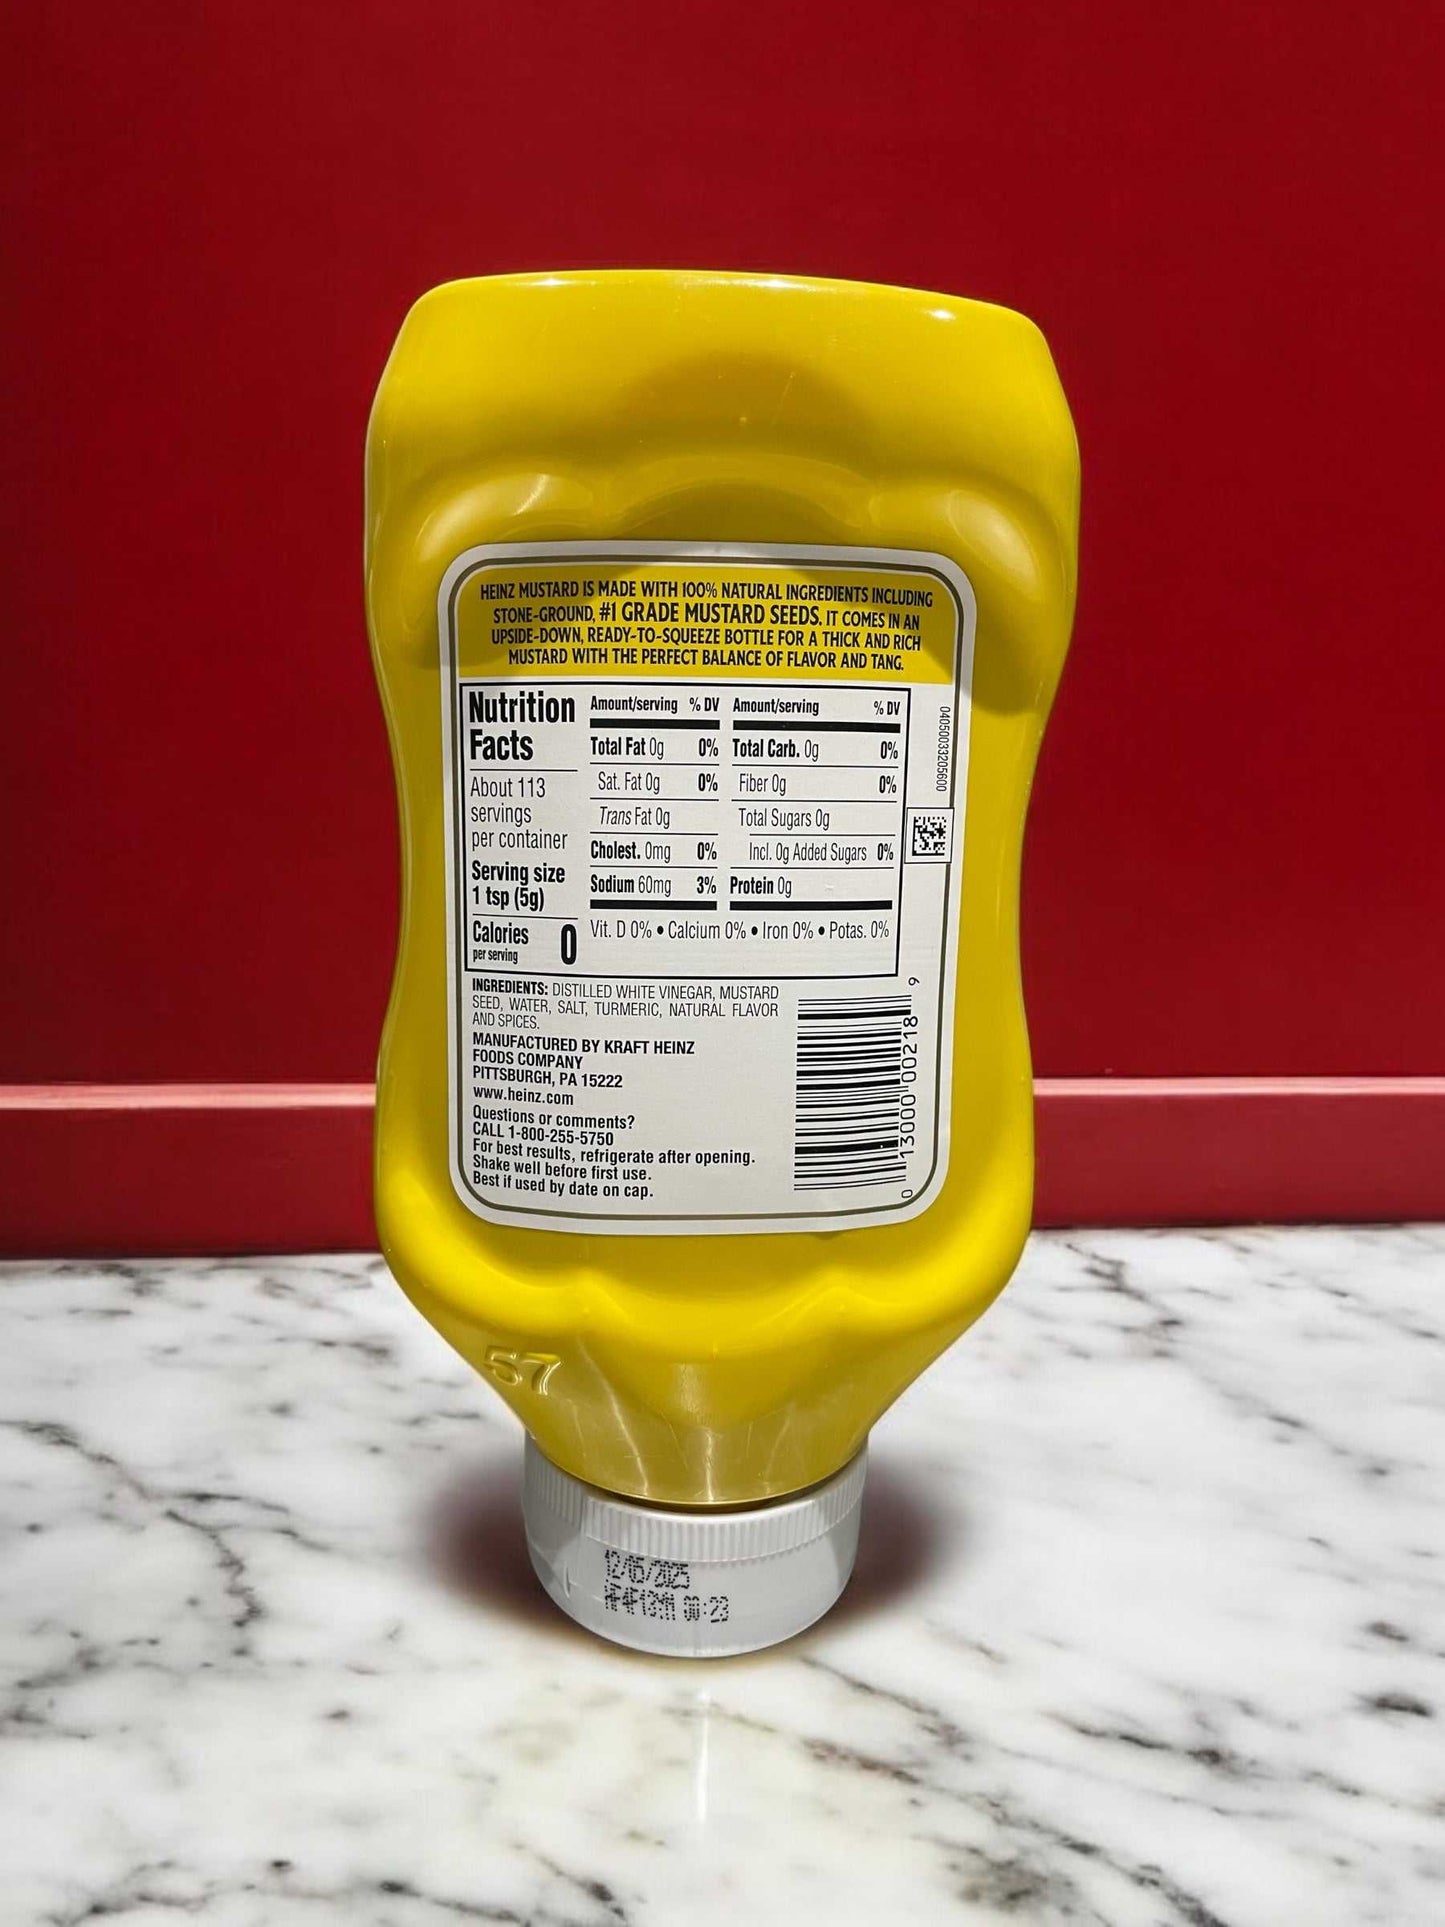 HEINZ MUSTARD IS MADE WITH 100% NATURAL INGREDIENTS INCLUDING
STONE-GROUND, #1 GRADE MUSTARD SEEDS. IT COMES IN AN
UPSIDE-DOWN, READY-TO-SQUEEZE BOTTLE FOR A THICK AND RICH
MUSTARD WITH THE PERFECT BALANCE OF FLAVOR AND TANG.
Nutrition
Facts
About 113
servings
per container
Serving size
1 tsp (5g)
Calories 0
per serving
Amount/serving % DV
Total Fat 0g 0%
Sat. Fat 0g 0%
Trans Fat 0g
Cholest. 0mg 0%
Sodium 60mg 3%
Amount/serving % DV
Total Carb. 0g 0%
Fiber 0g 0%
Total Sugars 0g
Incl. 0g Added Sugars 0%
Protein 0g
Vit. D 0% • Calcium 0% • Iron 0% • Potas. 0%
0405003320560​0
INGREDIENTS: DISTILLED WHITE VINEGAR, MUSTARD
SEED, WATER, SALT, TURMERIC, NATURAL FLAVOR
AND SPICES.
MANUFACTURED BY KRAFT HEINZ
FOODS COMPANY
PITTSBURGH, PA 15222
www.heinz.com
Questions or comments?
CALL 1-800-255-5750
For best results, refrigerate after opening.
Shake well before first use.
Best if used by date on cap.
0 13000 00218 9
57
12/05/2025
00:23